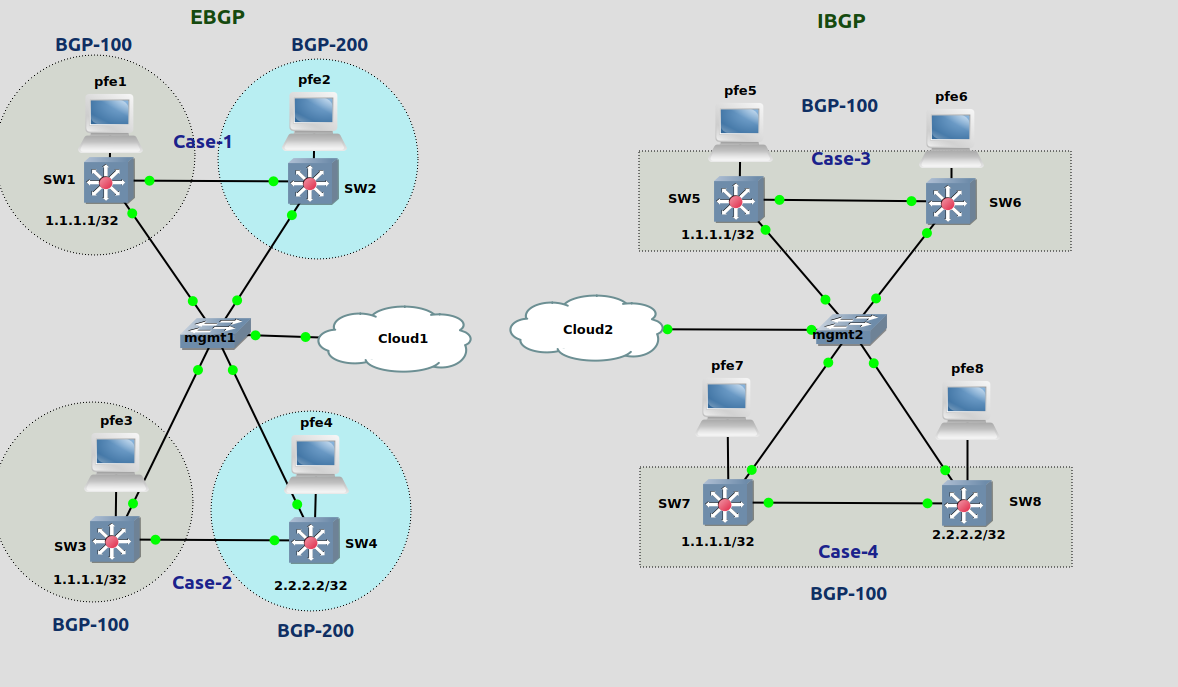 EBGP
IBGP
BGP-100
BGP-200
pfe1
pfe2
Case-1
SW1
SW2
1.1.1.1/32
mgmt1
Cloud1
pfe3
pfe4
SW3
SW4
1.1.1.1/32
Case-2
2.2.2.2/32
BGP-100
BGP-200
pfe5
BGP-100
pfe6
Case-3
SW5
SW6
1.1.1.1/32
Cloud2
mgmt2
pfe7
pfe8
SW7
SW8
1.1.1.1/32
2.2.2.2/32
Case-4
BGP-100